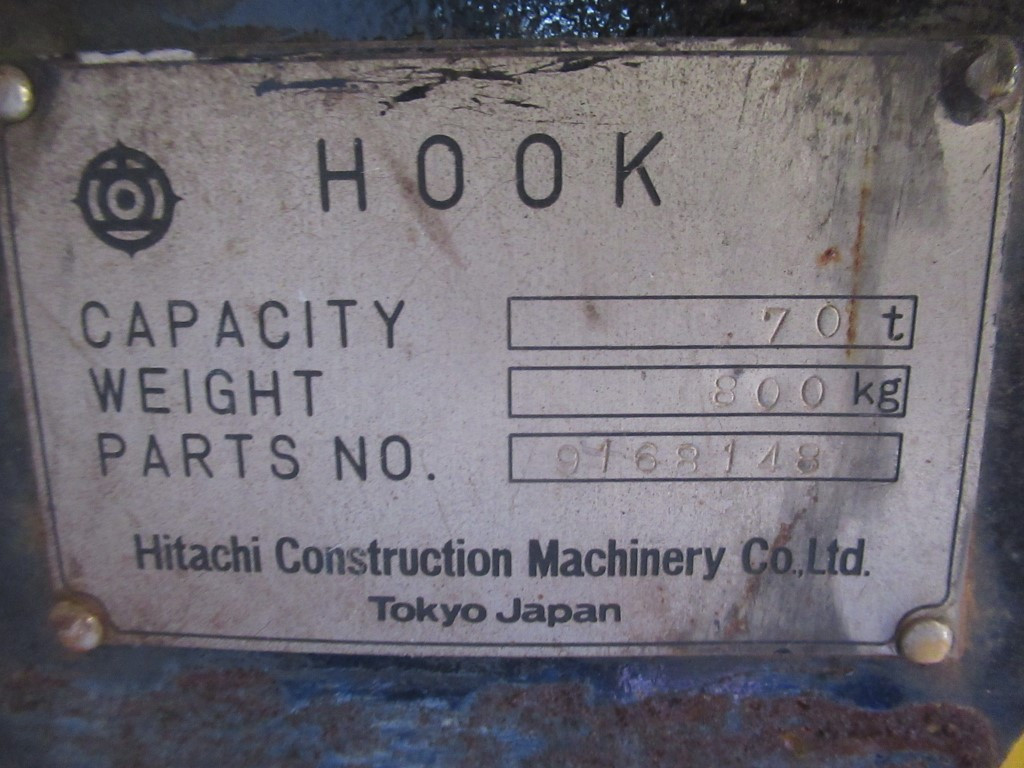 HOOK
CAPACITY 70 t
WEIGHT 800 kg
PARTS NO. 9168148
Hitachi Construction Machinery Co.,Ltd.
Tokyo Japan